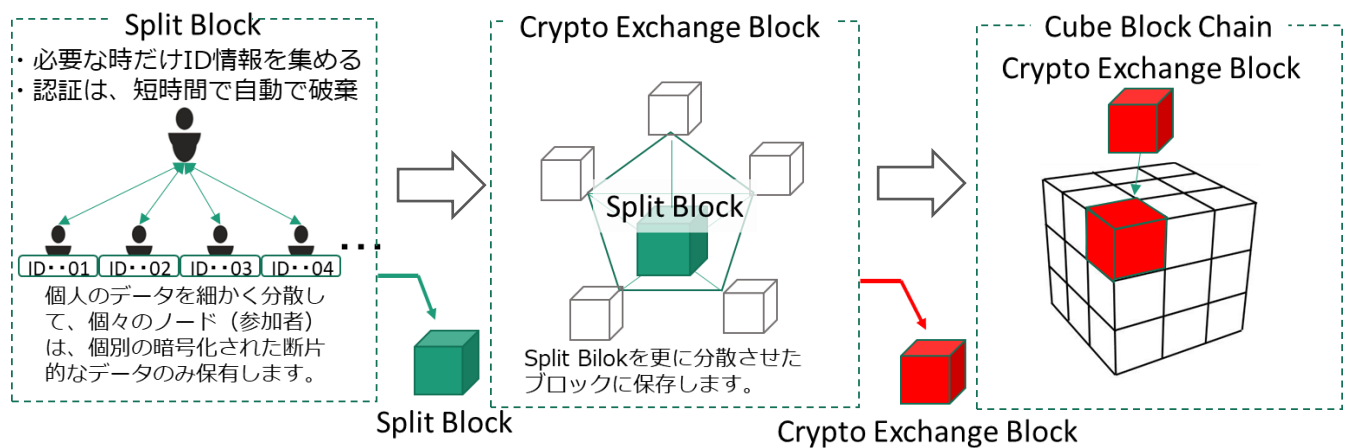 Split Block
・必要な時だけID情報を集める
・認証は、短時間で自動で破棄
ID・・01
ID・・02
ID・・03
ID・・04
・・・
個人のデータを細かく分散し
て、個々のノード（参加者）
は、個別の暗号化された断片
的なデータのみ保有します。
Split Block
Crypto Exchange Block
Split Block
Split Bilokを更に分散させた
ブロックに保存します。
Crypto Exchange Block
Cube Block Chain
Crypto Exchange Block